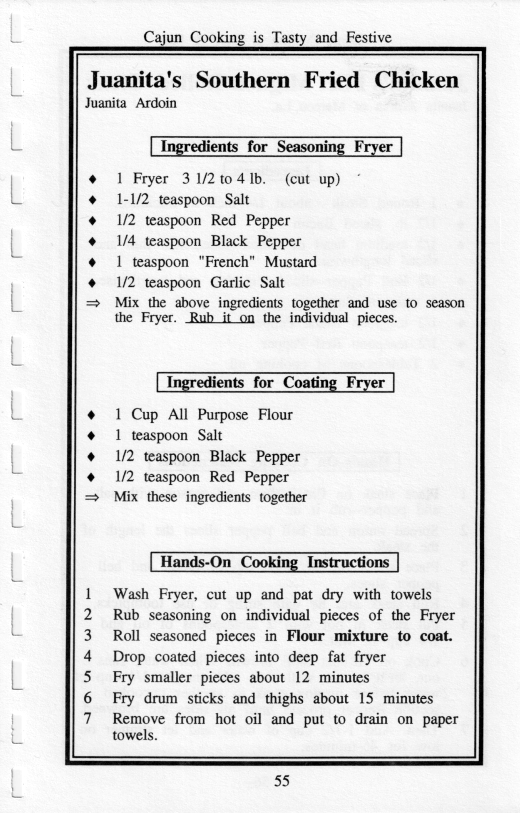 Cajun Cooking is Tasty and Festive
Juanita's Southern Fried Chicken
Juanita Ardoin
Ingredients for Seasoning Fryer
♦ 1 Fryer 3 1/2 to 4 lb. (cut up)
♦ 1-1/2 teaspoon Salt
♦ 1/2 teaspoon Red Pepper
♦ 1/4 teaspoon Black Pepper
♦ 1 teaspoon "French" Mustard
♦ 1/2 teaspoon Garlic Salt
⇒ Mix the above ingredients together and use to season
the Fryer. Rub it on the individual pieces.
Ingredients for Coating Fryer
♦ 1 Cup All Purpose Flour
♦ 1 teaspoon Salt
♦ 1/2 teaspoon Black Pepper
♦ 1/2 teaspoon Red Pepper
⇒ Mix these ingredients together
Hands-On Cooking Instructions
1 Wash Fryer, cut up and pat dry with towels
2 Rub seasoning on individual pieces of the Fryer
3 Roll seasoned pieces in Flour mixture to coat.
4 Drop coated pieces into deep fat fryer
5 Fry smaller pieces about 12 minutes
6 Fry drum sticks and thighs about 15 minutes
7 Remove from hot oil and put to drain on paper
towels.
55